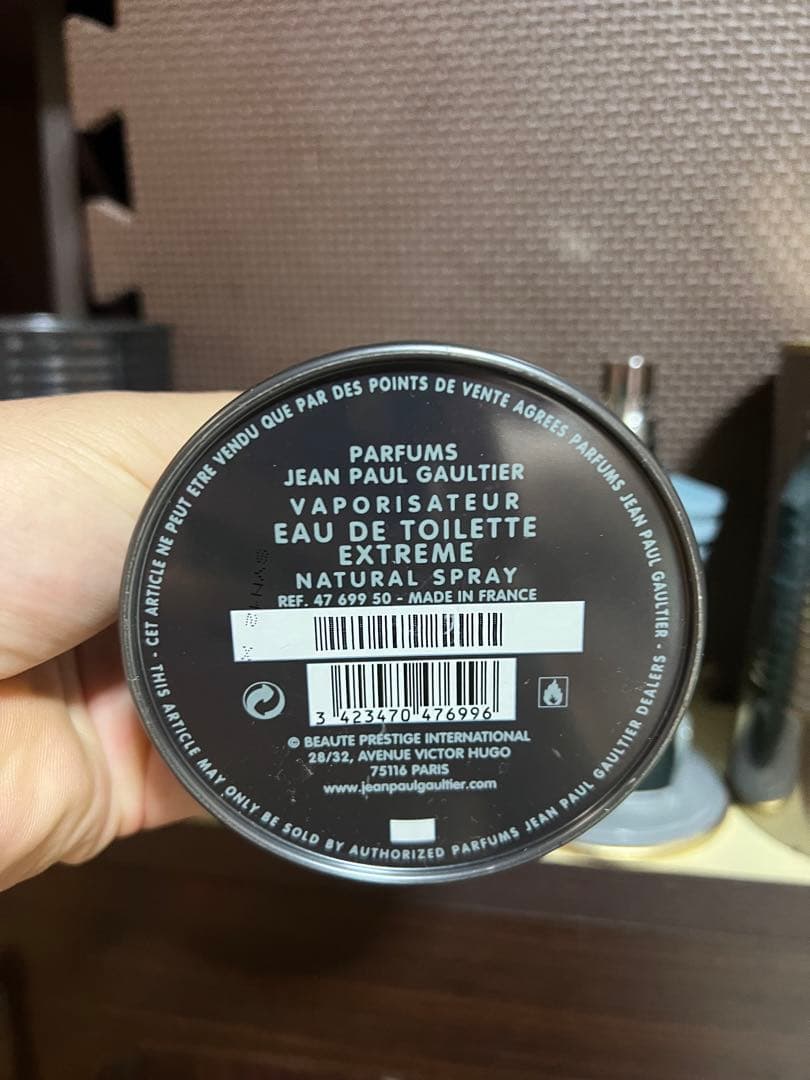 PARFUMS
JEAN PAUL GAULTIER
VAPORISATEUR
EAU DE TOILETTE
EXTREME
NATURAL SPRAY
REF. 47 699 50 - MADE IN FRANCE
3 423470 476996
© BEAUTE PRESTIGE INTERNATIONAL
28/32, AVENUE VICTOR HUGO
75116 PARIS
www.jeanpaulgaultier.com
CET ARTICLE NE PEUT ETRE VENDU QUE PAR DES POINTS DE VENTE AGREES PARFUMS JEAN PAUL GAULTIER -
THIS ARTICLE MAY ONLY BE SOLD BY AUTHORIZED PARFUMS JEAN PAUL GAULTIER DEALERS -